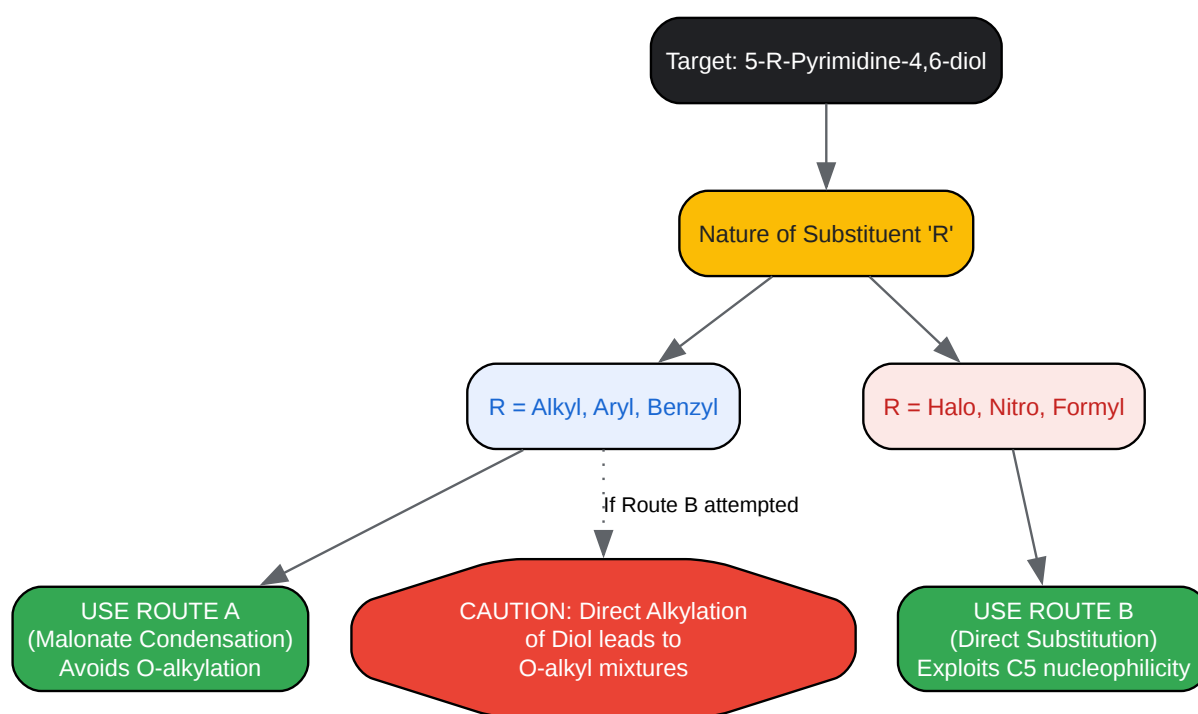 Target: 5-R-Pyrimidine-4,6-diol
Nature of Substituent 'R'
R = Alkyl, Aryl, Benzyl
R = Halo, Nitro, Formyl
If Route B attempted
USE ROUTE A
(Malonate Condensation)
Avoids O-alkylation
CAUTION: Direct Alkylation
of Diol leads to
O-alkyl mixtures
USE ROUTE B
(Direct Substitution)
Exploits C5 nucleophilicity